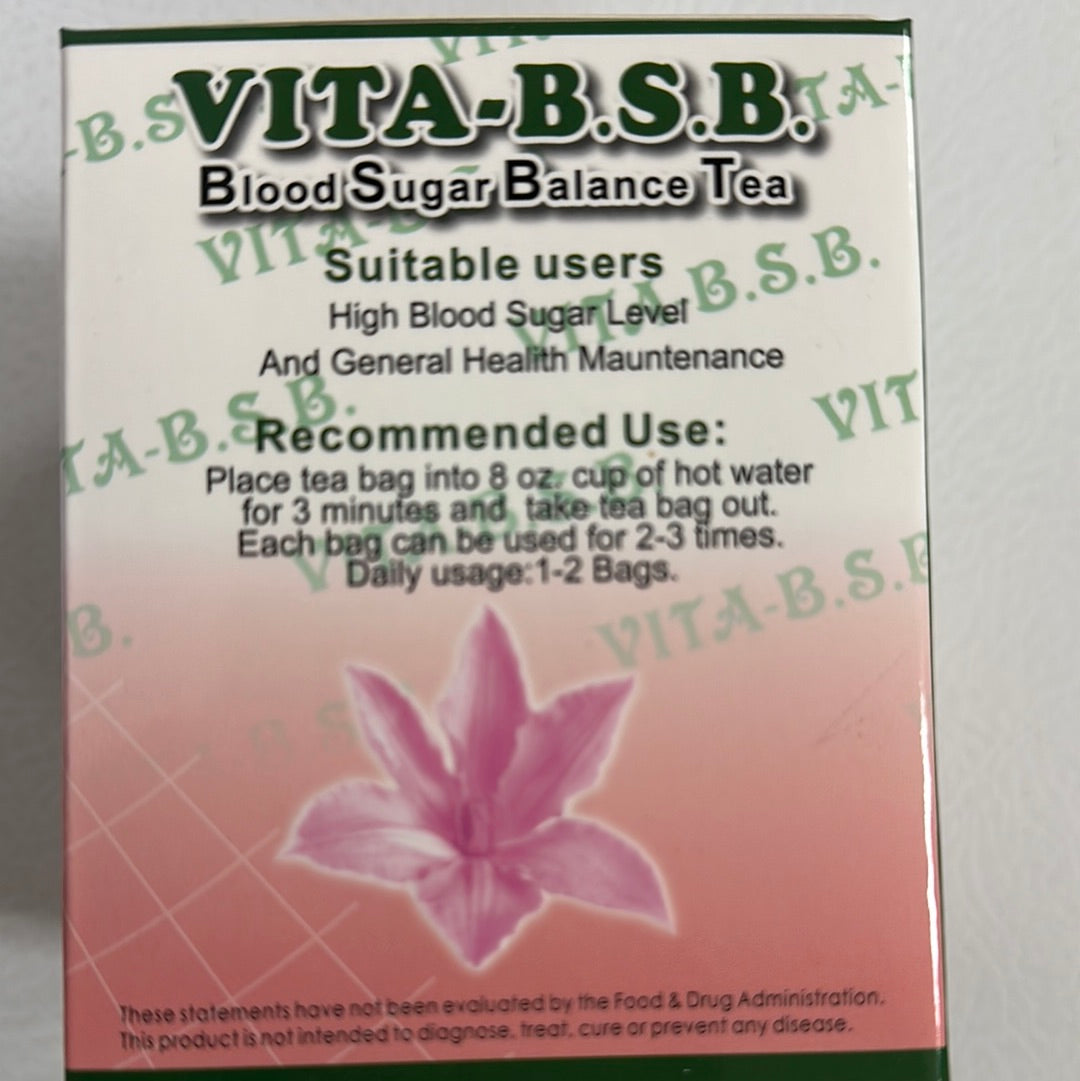 VITA-B.S.B.
Blood Sugar Balance Tea
Suitable users
High Blood Sugar Level
And General Healith Mauntenance
Recommended Use:
Place tea bag into 8 oz. cup of hot water
for 3 minutes and take tea bag out.
Each bag can be used for 2-3 times.
Daily usage:1-2 Bags.
These statements have not been evaluated by the Food & Drug Administration.
This product is not intended to diagnose, treat, cure or prevent any disease.